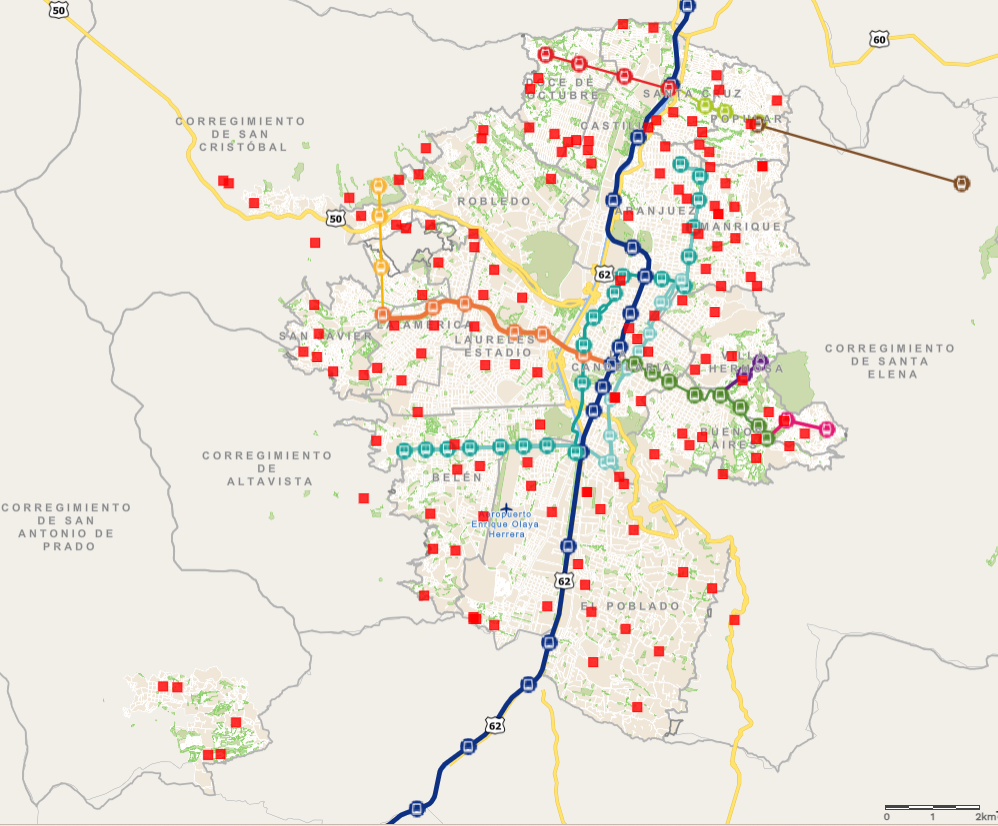 50
60
DOCE DE
OCTUBRE
SANTA CRUZ
POPULAR
CASTILLA
CORREGIMIENTO
DE SAN
CRISTÓBAL
ROBLEDO
ARANJUEZ
50
MANRIQUE
62
SAN JAVIER
LA AMERICA
LAURELES
ESTADIO
VILLA
HERMOSA
CANDELARIA
CORREGIMIENTO
DE SANTA
ELENA
BUENOS
AIRES
CORREGIMIENTO
DE
ALTAVISTA
BELÉN
CORREGIMIENTO
DE SAN
ANTONIO DE
PRADO
Aeropuerto
Enrique Olaya
Herrera
62
EL POBLADO
62
0 1 2km